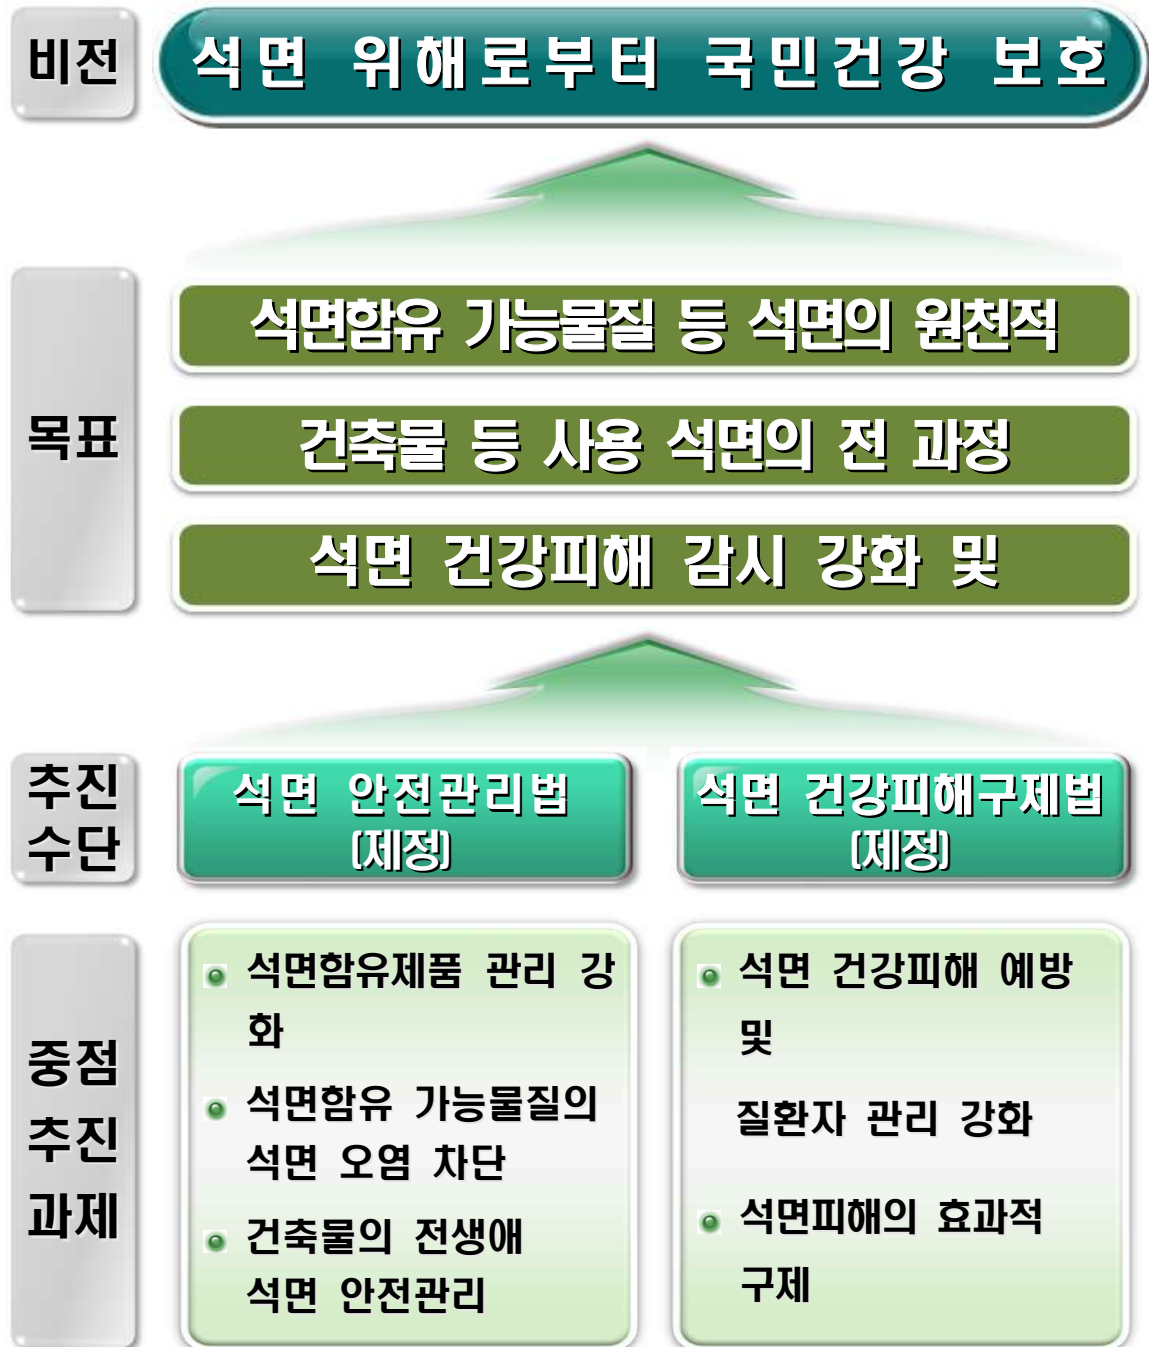 비전
석면 위해로부터 국민건강 보호
목표
석면함유 가능물질 등 석면의 원천적
건축물 등 사용 석면의 전 과정
석면 건강피해 감시 강화 및
추진
수단
석면 안전관리법
(제정)
석면 건강피해구제법
(제정)
중점
추진
과제
석면함유제품 관리 강
화
석면함유 가능물질의
석면 오염 차단
건축물의 전생애
석면 안전관리
석면 건강피해 예방
및
질환자 관리 강화
석면피해의 효과적
구제